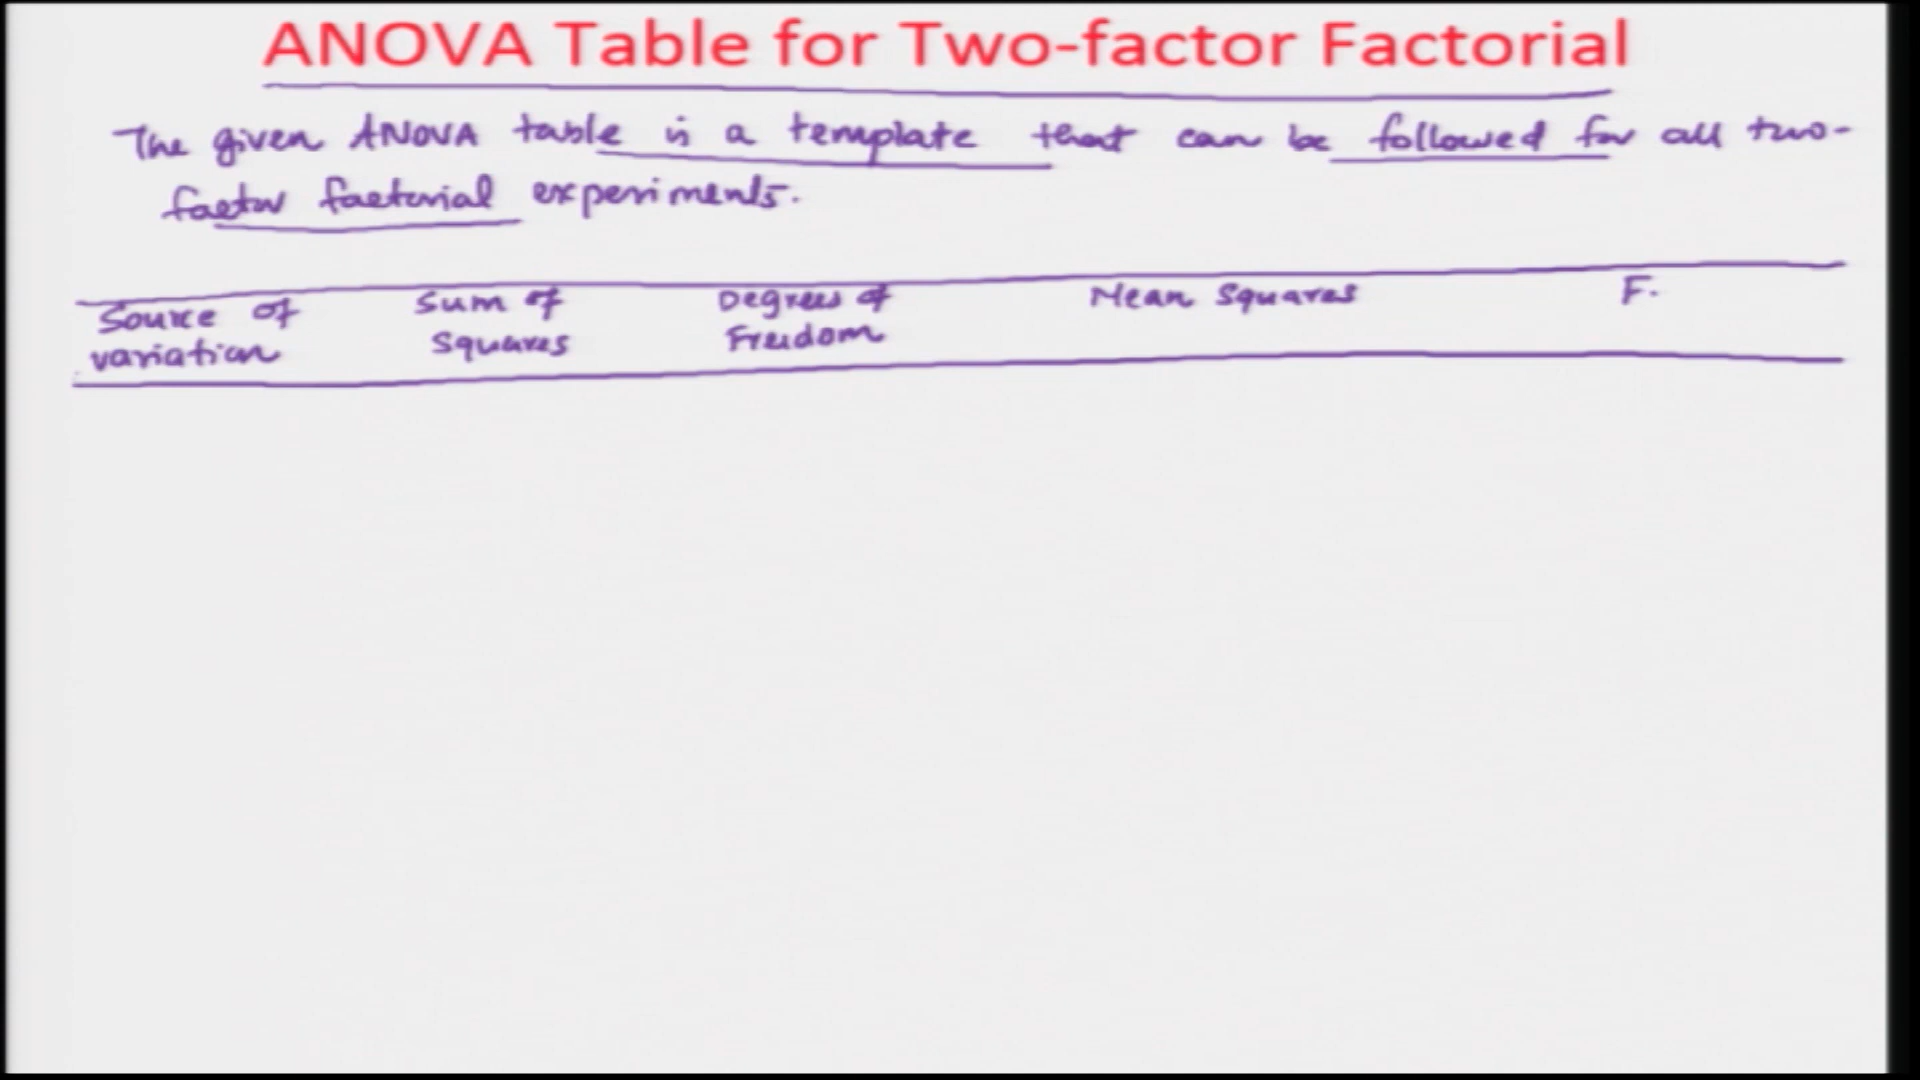 ANOVA Table for Two-factor Factorial
The given ANOVA table is a template that can be followed for all two-
factor factorial experiments.
Source of variation
Sum of Squares
Degrees of Freedom
Mean Squares
F.